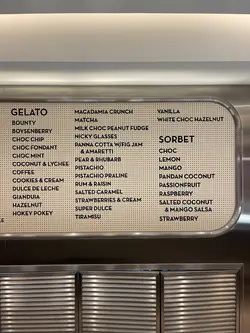 GELATO
BOUNTY
BOYSENBERRY
CHOC CHIP
CHOC FONDANT
CHOC MINT
COCONUT & LYCHEE
COFFEE
COOKIES & CREAM
DULCE DE LECHE
GIANDUIA
HAZELNUT
HOKEY POKEY
MACADAMIA CRUNCH
MATCHA
MILK CHOC PEANUT FUDGE
NICKY GLASSES
PANNA COTTA W/FIG JAM
& AMARETTI
PEAR & RHUBARB
PISTACHIO
PISTACHIO PRALINE
RUM & RAISIN
SALTED CARAMEL
STRAWBERRIES & CREAM
SUPER DULCE
TIRAMISU
VANILLA
WHITE CHOC HAZELNUT
SORBET
CHOC
LEMON
MANGO
PANDAN COCONUT
PASSIONFRUIT
RASPBERRY
SALTED COCONUT
& MANGO SALSA
STRAWBERRY